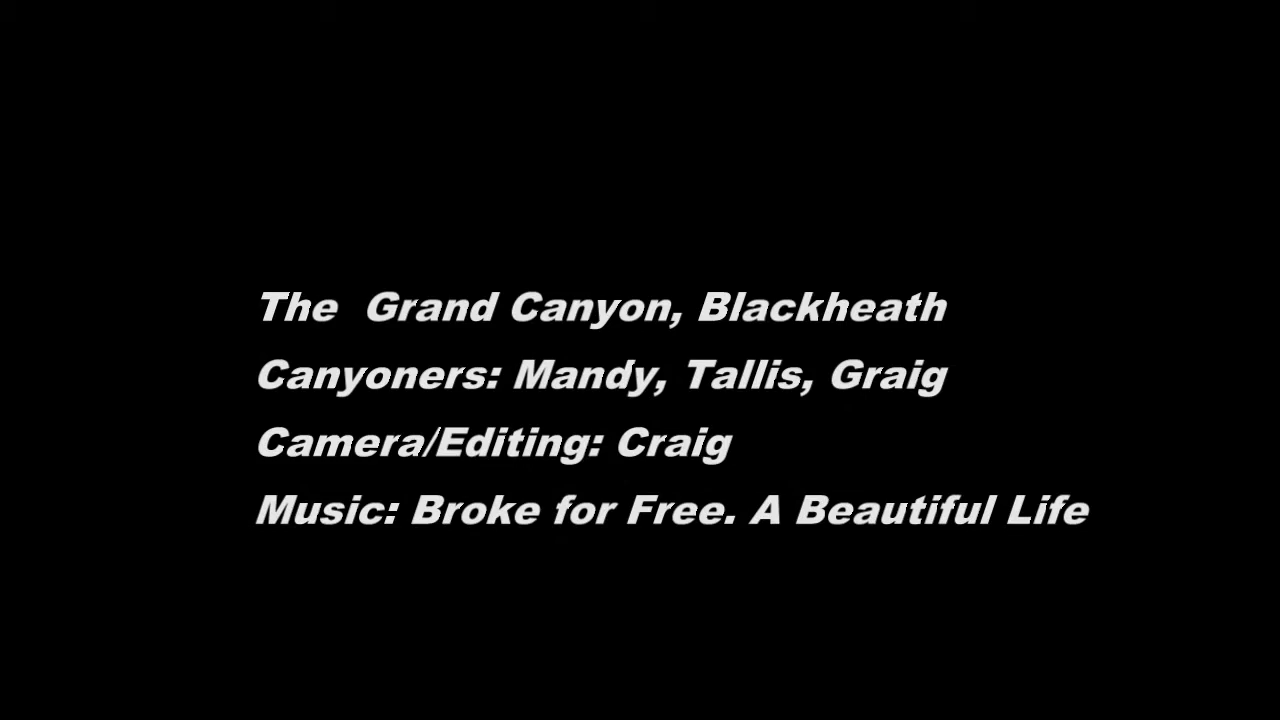 The  Grand Canyon, Blackheath
Canyoners: Mandy, Tallis, Graig
Camera/Editing: Craig
Music: Broke for Free. A Beautiful Life